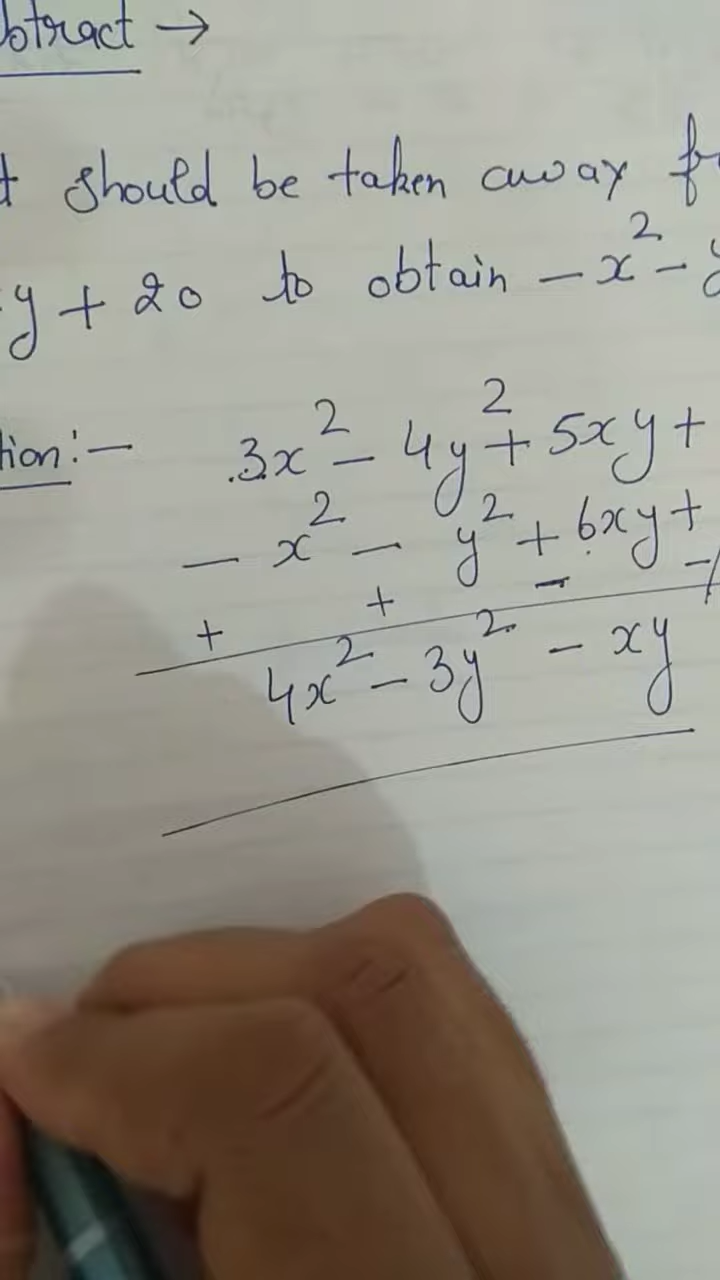 btract →
t should be taken away fr
y + 20 to obtain - x² - y
tion :-
3x² - 4y² + 5xy +
- x² - y² + 6xy +
+ + - -
4x² - 3y² - xy